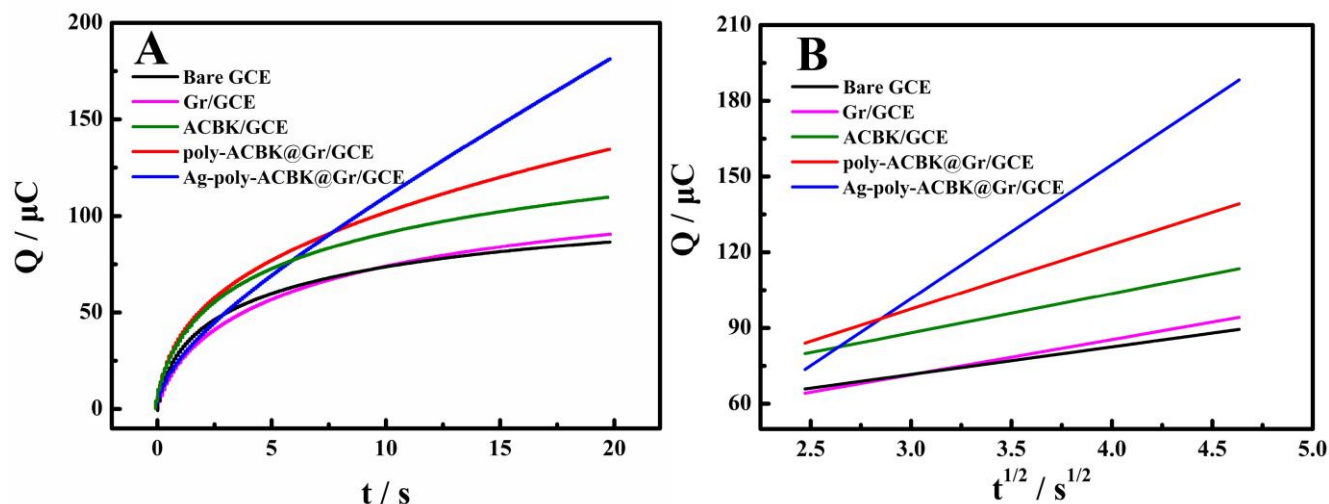 A
Bare GCE
Gr/GCE
ACBK/GCE
poly-ACBK@Gr/GCE
Ag-poly-ACBK@Gr/GCE
Q / μC
200
150
100
50
0
0 5 10 15 20
t / s
B
Bare GCE
Gr/GCE
ACBK/GCE
poly-ACBK@Gr/GCE
Ag-poly-ACBK@Gr/GCE
Q / μC
210
180
150
120
90
60
2.5 3.0 3.5 4.0 4.5 5.0
t^{1/2} / s^{1/2}